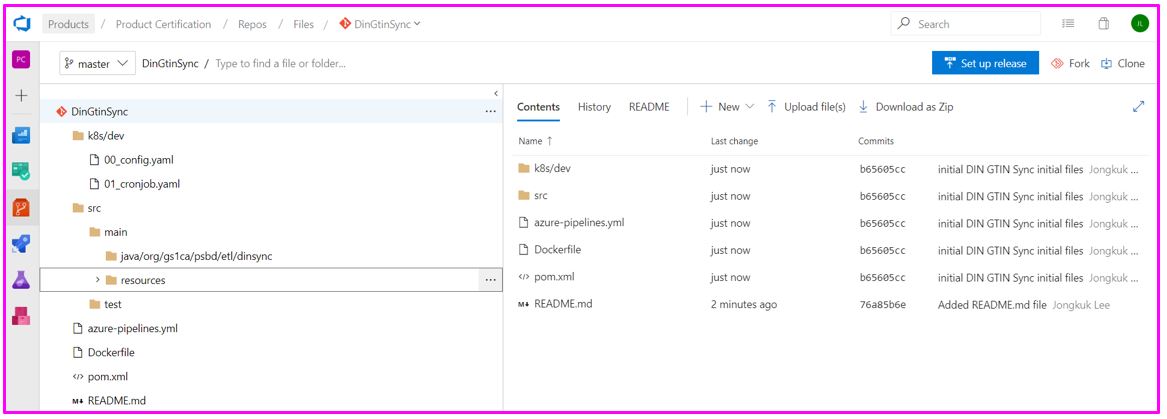 Products / Product Certification / Repos / Files / DinGtinSync
Search
JL
PC
master
DinGtinSync / Type to find a file or folder...
Set up release
Fork
Clone
DinGtinSync
k8s/dev
00_config.yaml
01_cronjob.yaml
src
main
java/org/gs1ca/psbd/etl/dinsync
resources
test
azure-pipelines.yml
Dockerfile
pom.xml
README.md
Contents History README New Upload file(s) Download as Zip
Name Last change Commits
k8s/dev just now b65605cc initial DIN GTIN Sync initial files Jongkuk ...
src just now b65605cc initial DIN GTIN Sync initial files Jongkuk ...
azure-pipelines.yml just now b65605cc initial DIN GTIN Sync initial files Jongkuk ...
Dockerfile just now b65605cc initial DIN GTIN Sync initial files Jongkuk ...
pom.xml just now b65605cc initial DIN GTIN Sync initial files Jongkuk ...
README.md 2 minutes ago 76a85b6e Added README.md file Jongkuk Lee